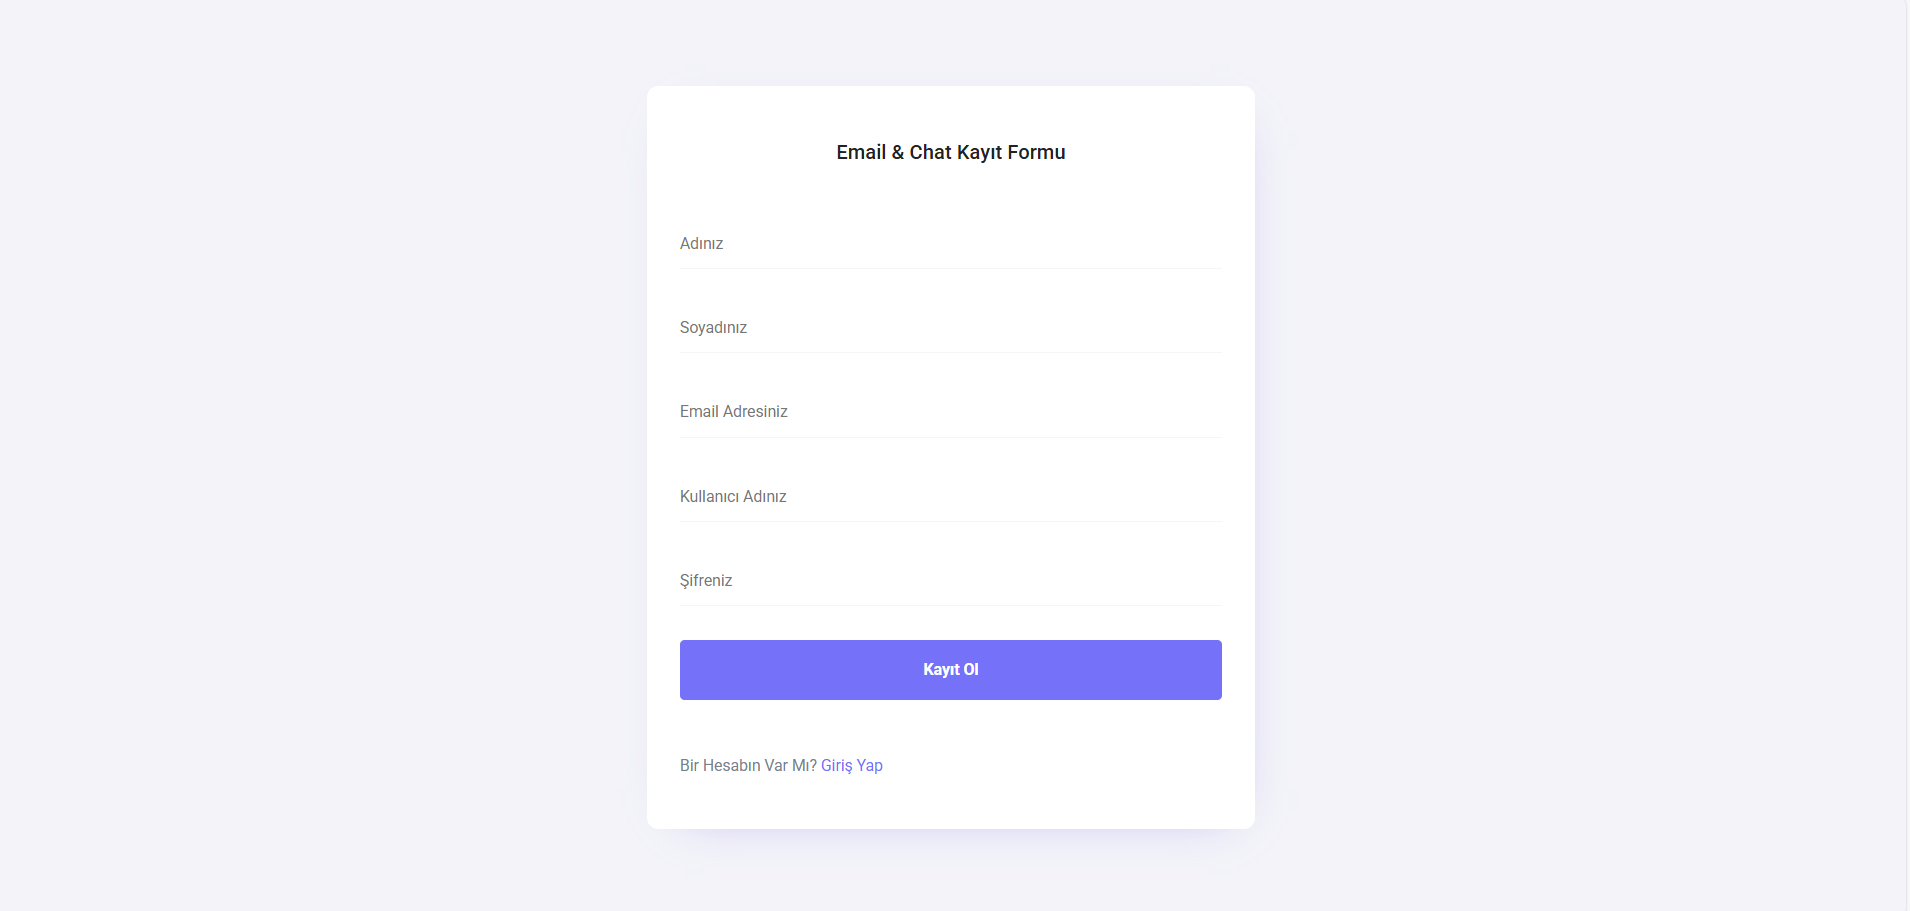 Email & Chat Kayıt Formu
Adınız
Soyadınız
Email Adresiniz
Kullanıcı Adınız
Şifreniz
Kayıt Ol
Bir Hesabın Var Mı? Giriş Yap